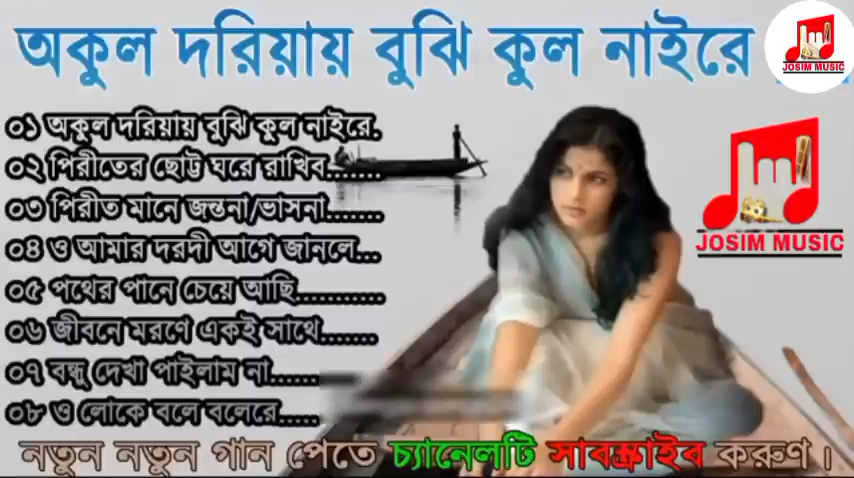 অকুল দরিয়ায় বুঝি কুল নাইরে
JOSIM MUSIC
০১ অকুল দরিয়ায় বুঝি কুল নাইরে.
০২ পিরীতের ছোট্ট ঘরে রাখিব.......
০৩ পিরীত মানে জন্তনা/ভাসনা.......
০৪ ও আমার দরদী আগে জানলে...
০৫ পথের পানে চেয়ে আছি...........
০৬ জীবনে মরণে একই সাথে.......
০৭ বন্ধু দেখা পাইলাম না.......
০৮ ও লোকে বলে বলেরে.....
JOSIM MUSIC
নতুন নতুন গান পেতে চ্যানেলটি সাবস্ক্রাইব করুণ।